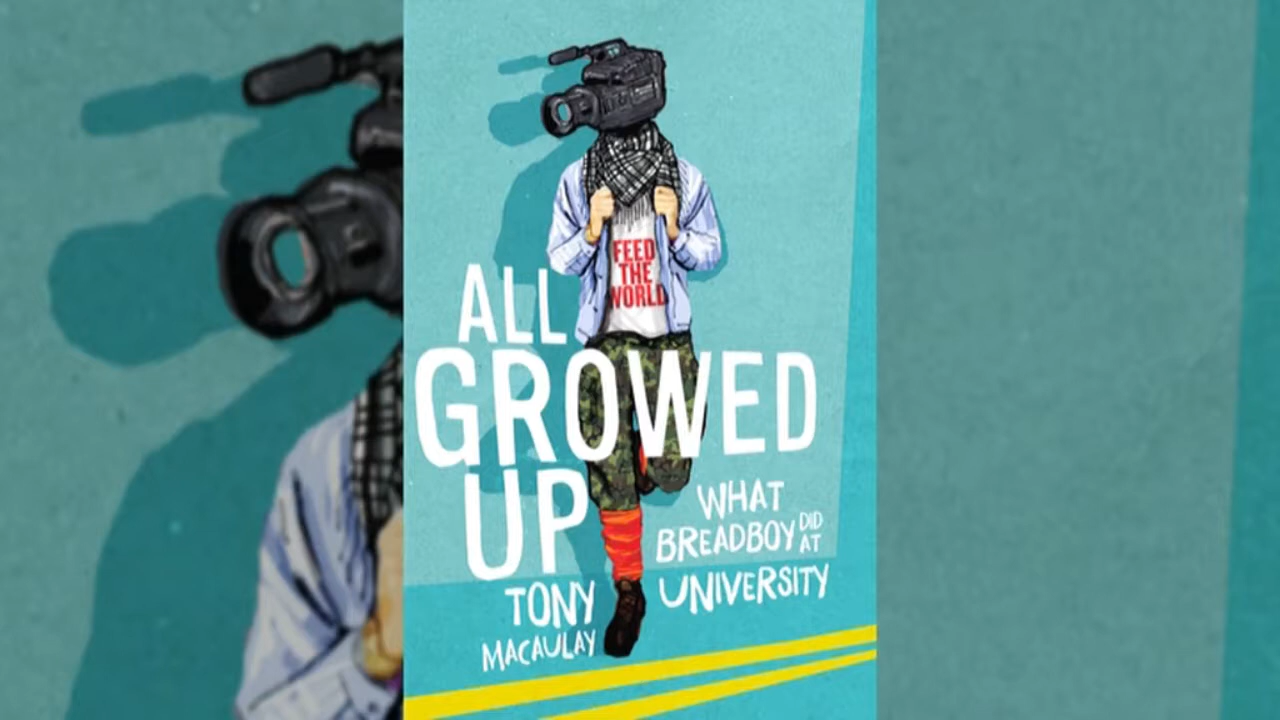 FEED
THE
WORLD
ALL
GROWED
UP
WHAT
BREADBOY DID AT
UNIVERSITY
TONY
MACAULAY